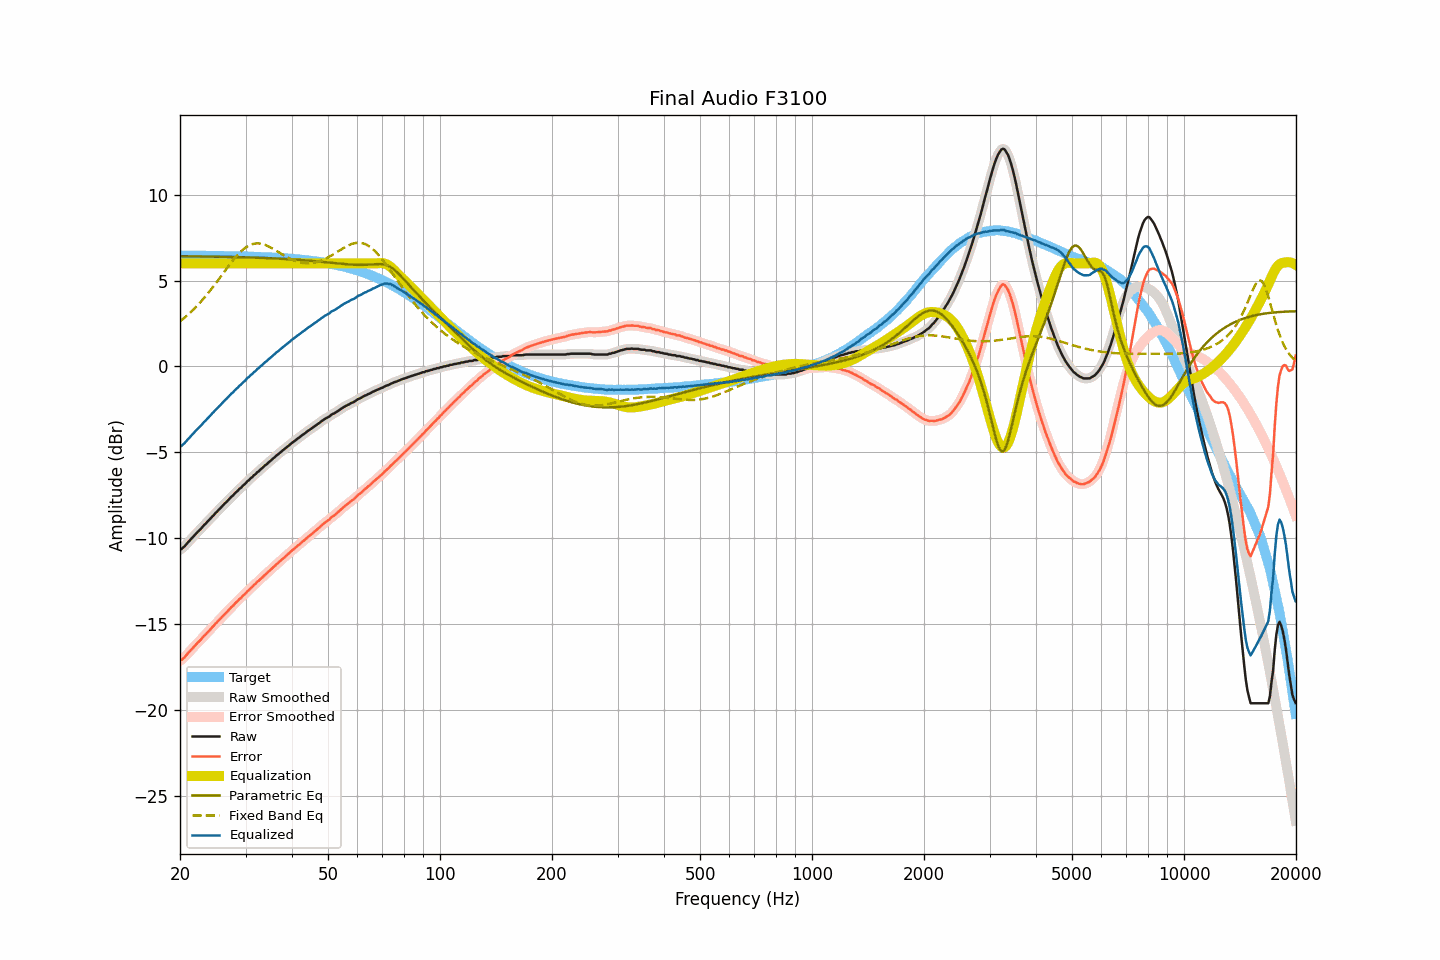 Final Audio F3100
Amplitude (dBr)
10
5
0
−5
−10
−15
−20
−25
Target
Raw Smoothed
Error Smoothed
Raw
Error
Equalization
Parametric Eq
Fixed Band Eq
Equalized
20 50 100 200 500 1000 2000 5000 10000 20000
Frequency (Hz)